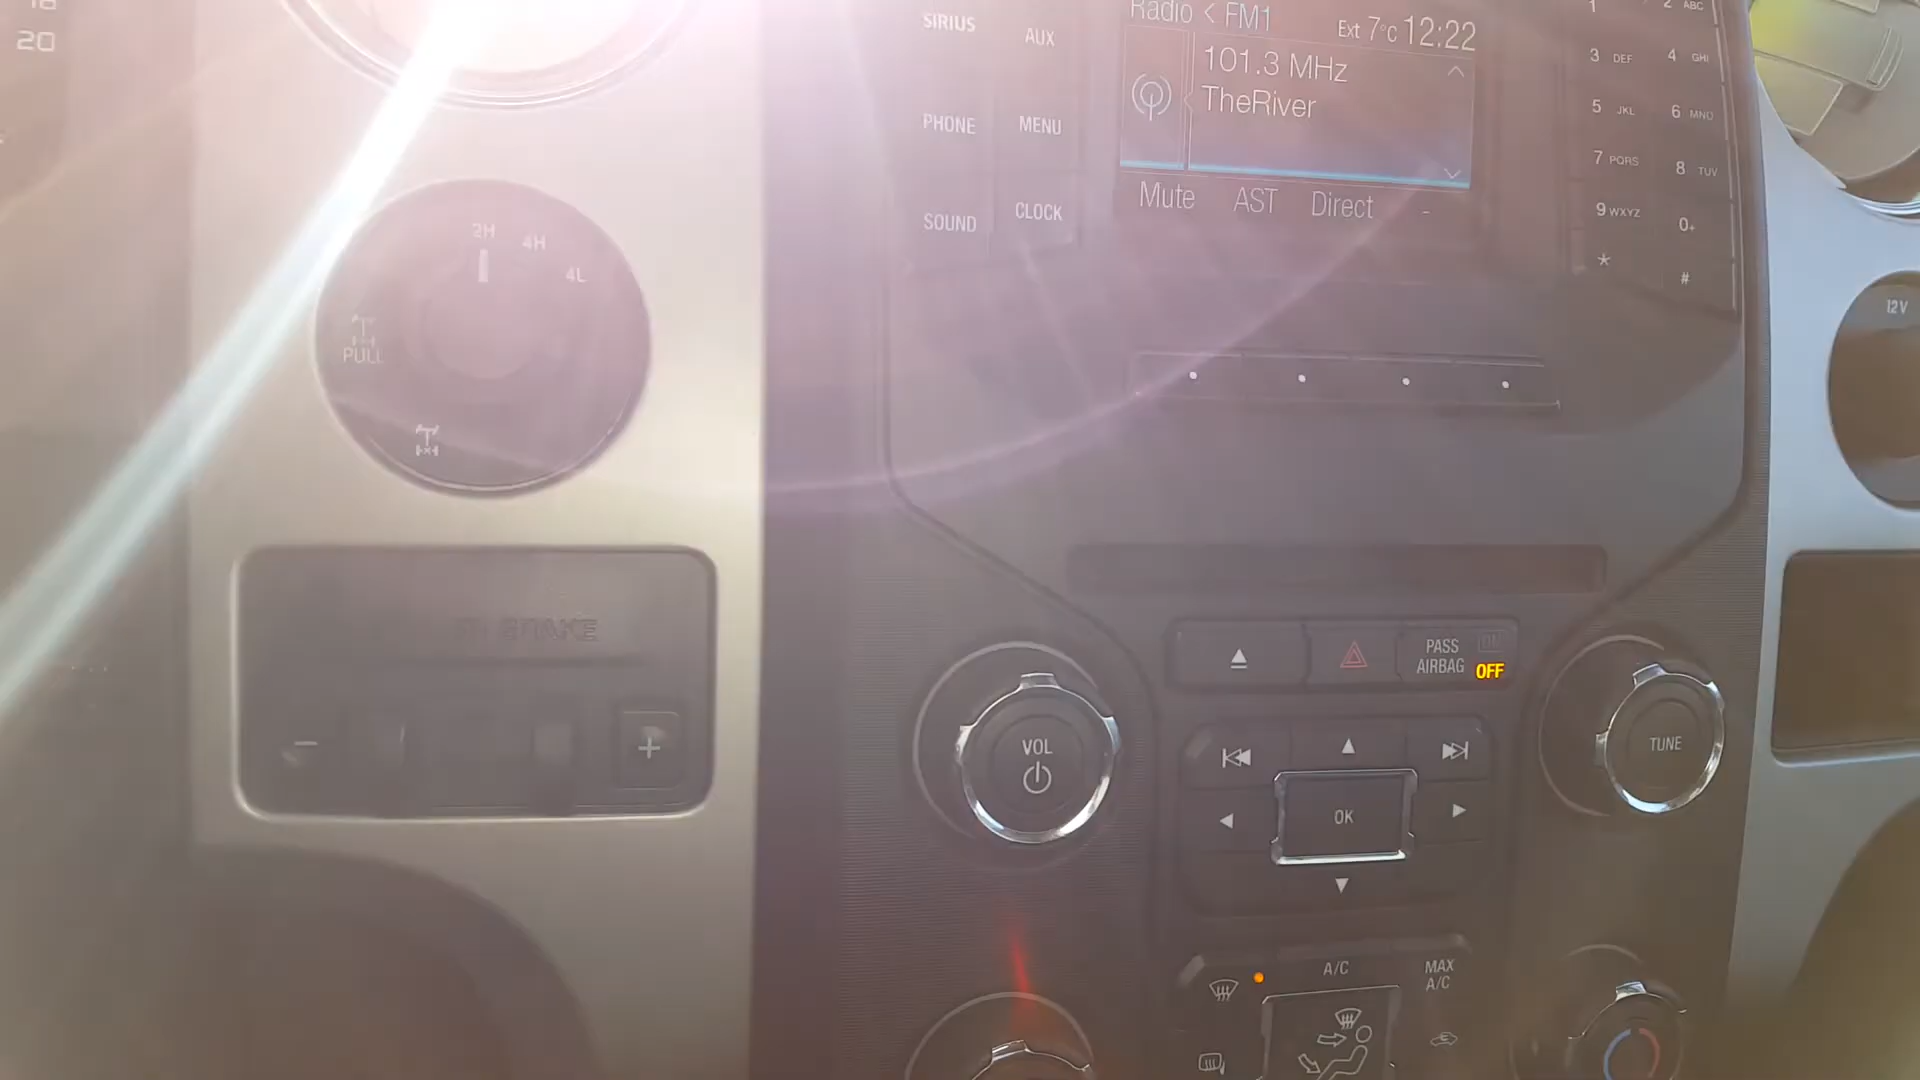 20
2H
4H
4L
PULL
BRAKE
SIRIUS
AUX
PHONE
MENU
SOUND
CLOCK
Radio < FM1
Ext 7°C 12:22
101.3 MHz
TheRiver
Mute AST Direct -
1
2 ABC
3 DEF
4 GHI
5 JKL
6 MNO
7 PQRS
8 TUV
9 WXYZ
0+
*
#
12V
PASS
AIRBAG
ON
OFF
VOL
TUNE
OK
A/C
MAX
A/C